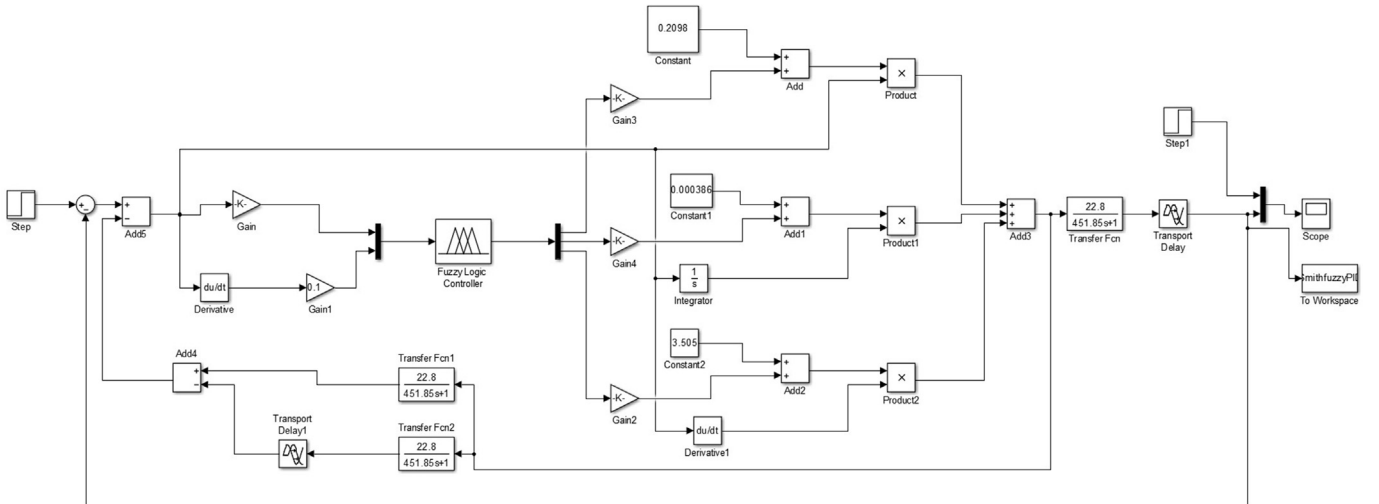 0.2098
Constant
+
+
Add
×
Product
-K-
Gain3
Step1
Step
+
−
+
−
Add5
-K-
Gain
0.000386
Constant1
+
+
Add1
×
Product1
+
+
+
Add3
22.8
451.85s+1
Transfer Fcn
Transport
Delay
Scope
Fuzzy Logic
Controller
-K-
Gain4
du/dt
Derivative
0.1
Gain1
1
s
Integrator
SmithfuzzyPID
To Workspace
Add4
+
−
Transfer Fcn1
22.8
451.85s+1
3.505
Constant2
+
+
Add2
×
Product2
-K-
Gain2
Transport
Delay1
Transfer Fcn2
22.8
451.85s+1
du/dt
Derivative1